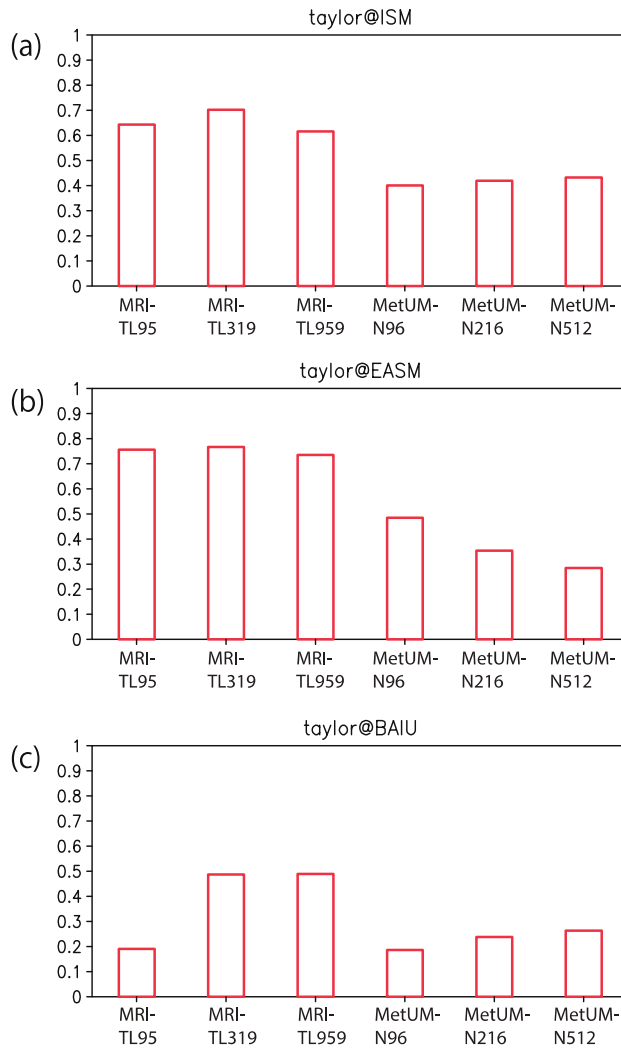 taylor@ISM
(a)
1
0.9
0.8
0.7
0.6
0.5
0.4
0.3
0.2
0.1
0
MRI- MRI- MRI- MetUM- MetUM- MetUM-
TL95 TL319 TL959 N96 N216 N512
taylor@EASM
(b)
1
0.9
0.8
0.7
0.6
0.5
0.4
0.3
0.2
0.1
0
MRI- MRI- MRI- MetUM- MetUM- MetUM-
TL95 TL319 TL959 N96 N216 N512
taylor@BAIU
(c)
1
0.9
0.8
0.7
0.6
0.5
0.4
0.3
0.2
0.1
0
MRI- MRI- MRI- MetUM- MetUM- MetUM-
TL95 TL319 TL959 N96 N216 N512